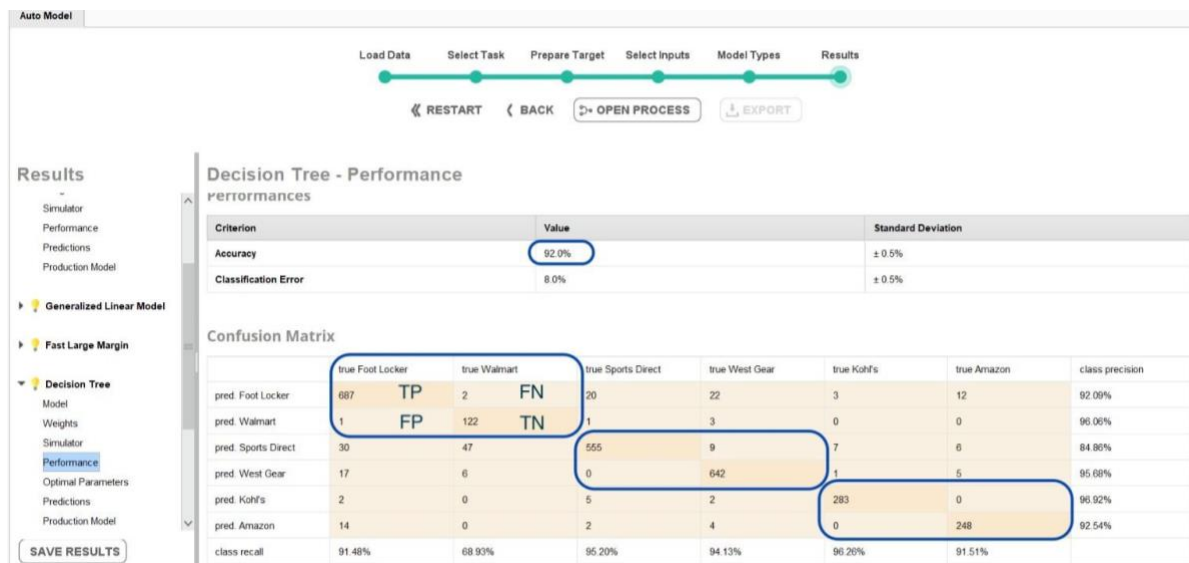 Auto Model
Load Data Select Task Prepare Target Select Inputs Model Types Results
RESTART BACK OPEN PROCESS EXPORT
Results
Simulator
Performance
Predictions
Production Model
Generalized Linear Model
Fast Large Margin
Decision Tree
Model
Weights
Simulator
Performance
Optimal Parameters
Predictions
Production Model
SAVE RESULTS
Decision Tree - Performance
Performances
Criterion Value Standard Deviation
Accuracy 92.0% ± 0.5%
Classification Error 8.0% ± 0.5%
Confusion Matrix
true Foot Locker true Walmart true Sports Direct true West Gear true Kohl's true Amazon class precision
pred. Foot Locker 687 TP 2 FN 20 22 3 12 92.09%
pred. Walmart 1 FP 122 TN 1 3 0 0 96.06%
pred. Sports Direct 30 47 555 9 7 6 84.86%
pred. West Gear 17 6 0 642 1 5 95.68%
pred. Kohl's 2 0 5 2 283 0 96.92%
pred. Amazon 14 0 2 4 0 248 92.54%
class recall 91.48% 68.93% 95.20% 94.13% 96.26% 91.51%